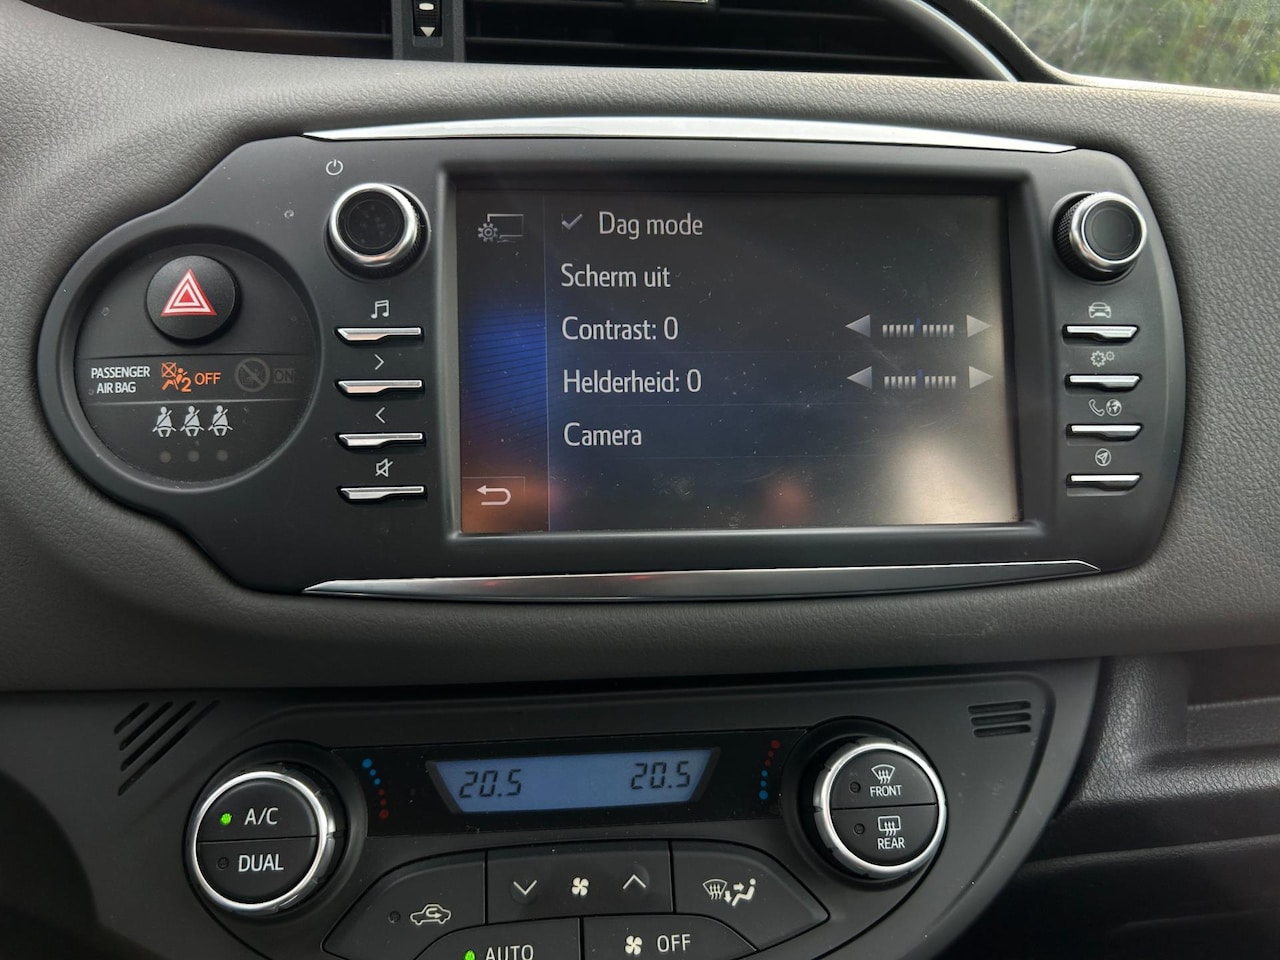 Dag mode
Scherm uit
Contrast: 0
Helderheid: 0
Camera
PASSENGER
AIR BAG
2 OFF
ON
20.5 20.5
A/C
DUAL
FRONT
REAR
AUTO
OFF